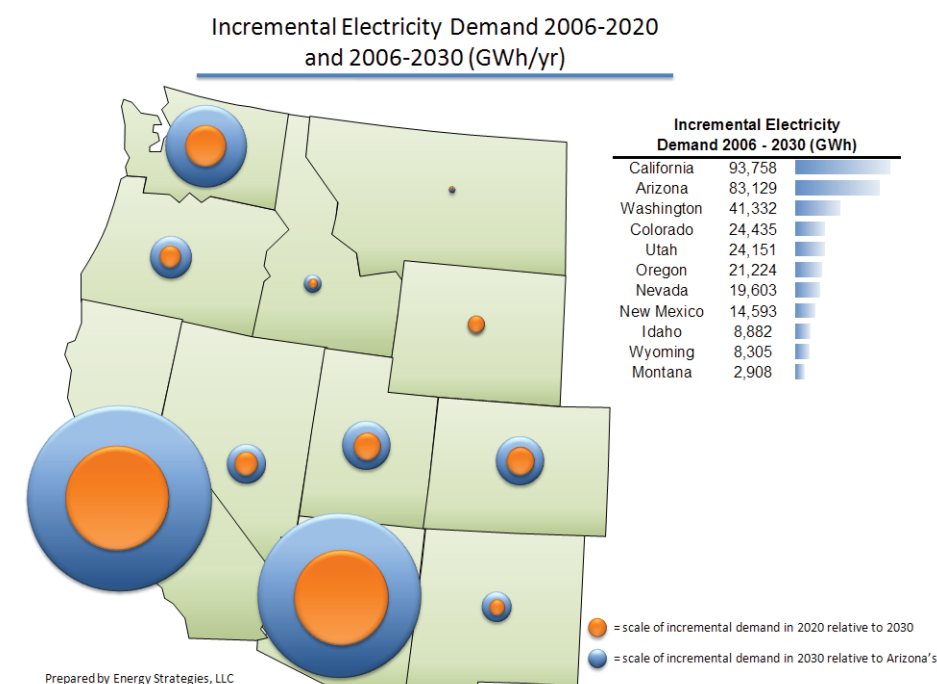 Incremental Electricity Demand 2006-2020
and 2006-2030 (GWh/yr)
Incremental Electricity
Demand 2006 - 2030 (GWh)
California 93,758
Arizona 83,129
Washington 41,332
Colorado 24,435
Utah 24,151
Oregon 21,224
Nevada 19,603
New Mexico 14,593
Idaho 8,882
Wyoming 8,305
Montana 2,908
= scale of incremental demand in 2020 relative to 2030
= scale of incremental demand in 2030 relative to Arizona's
Prepared by Energy Strategies, LLC